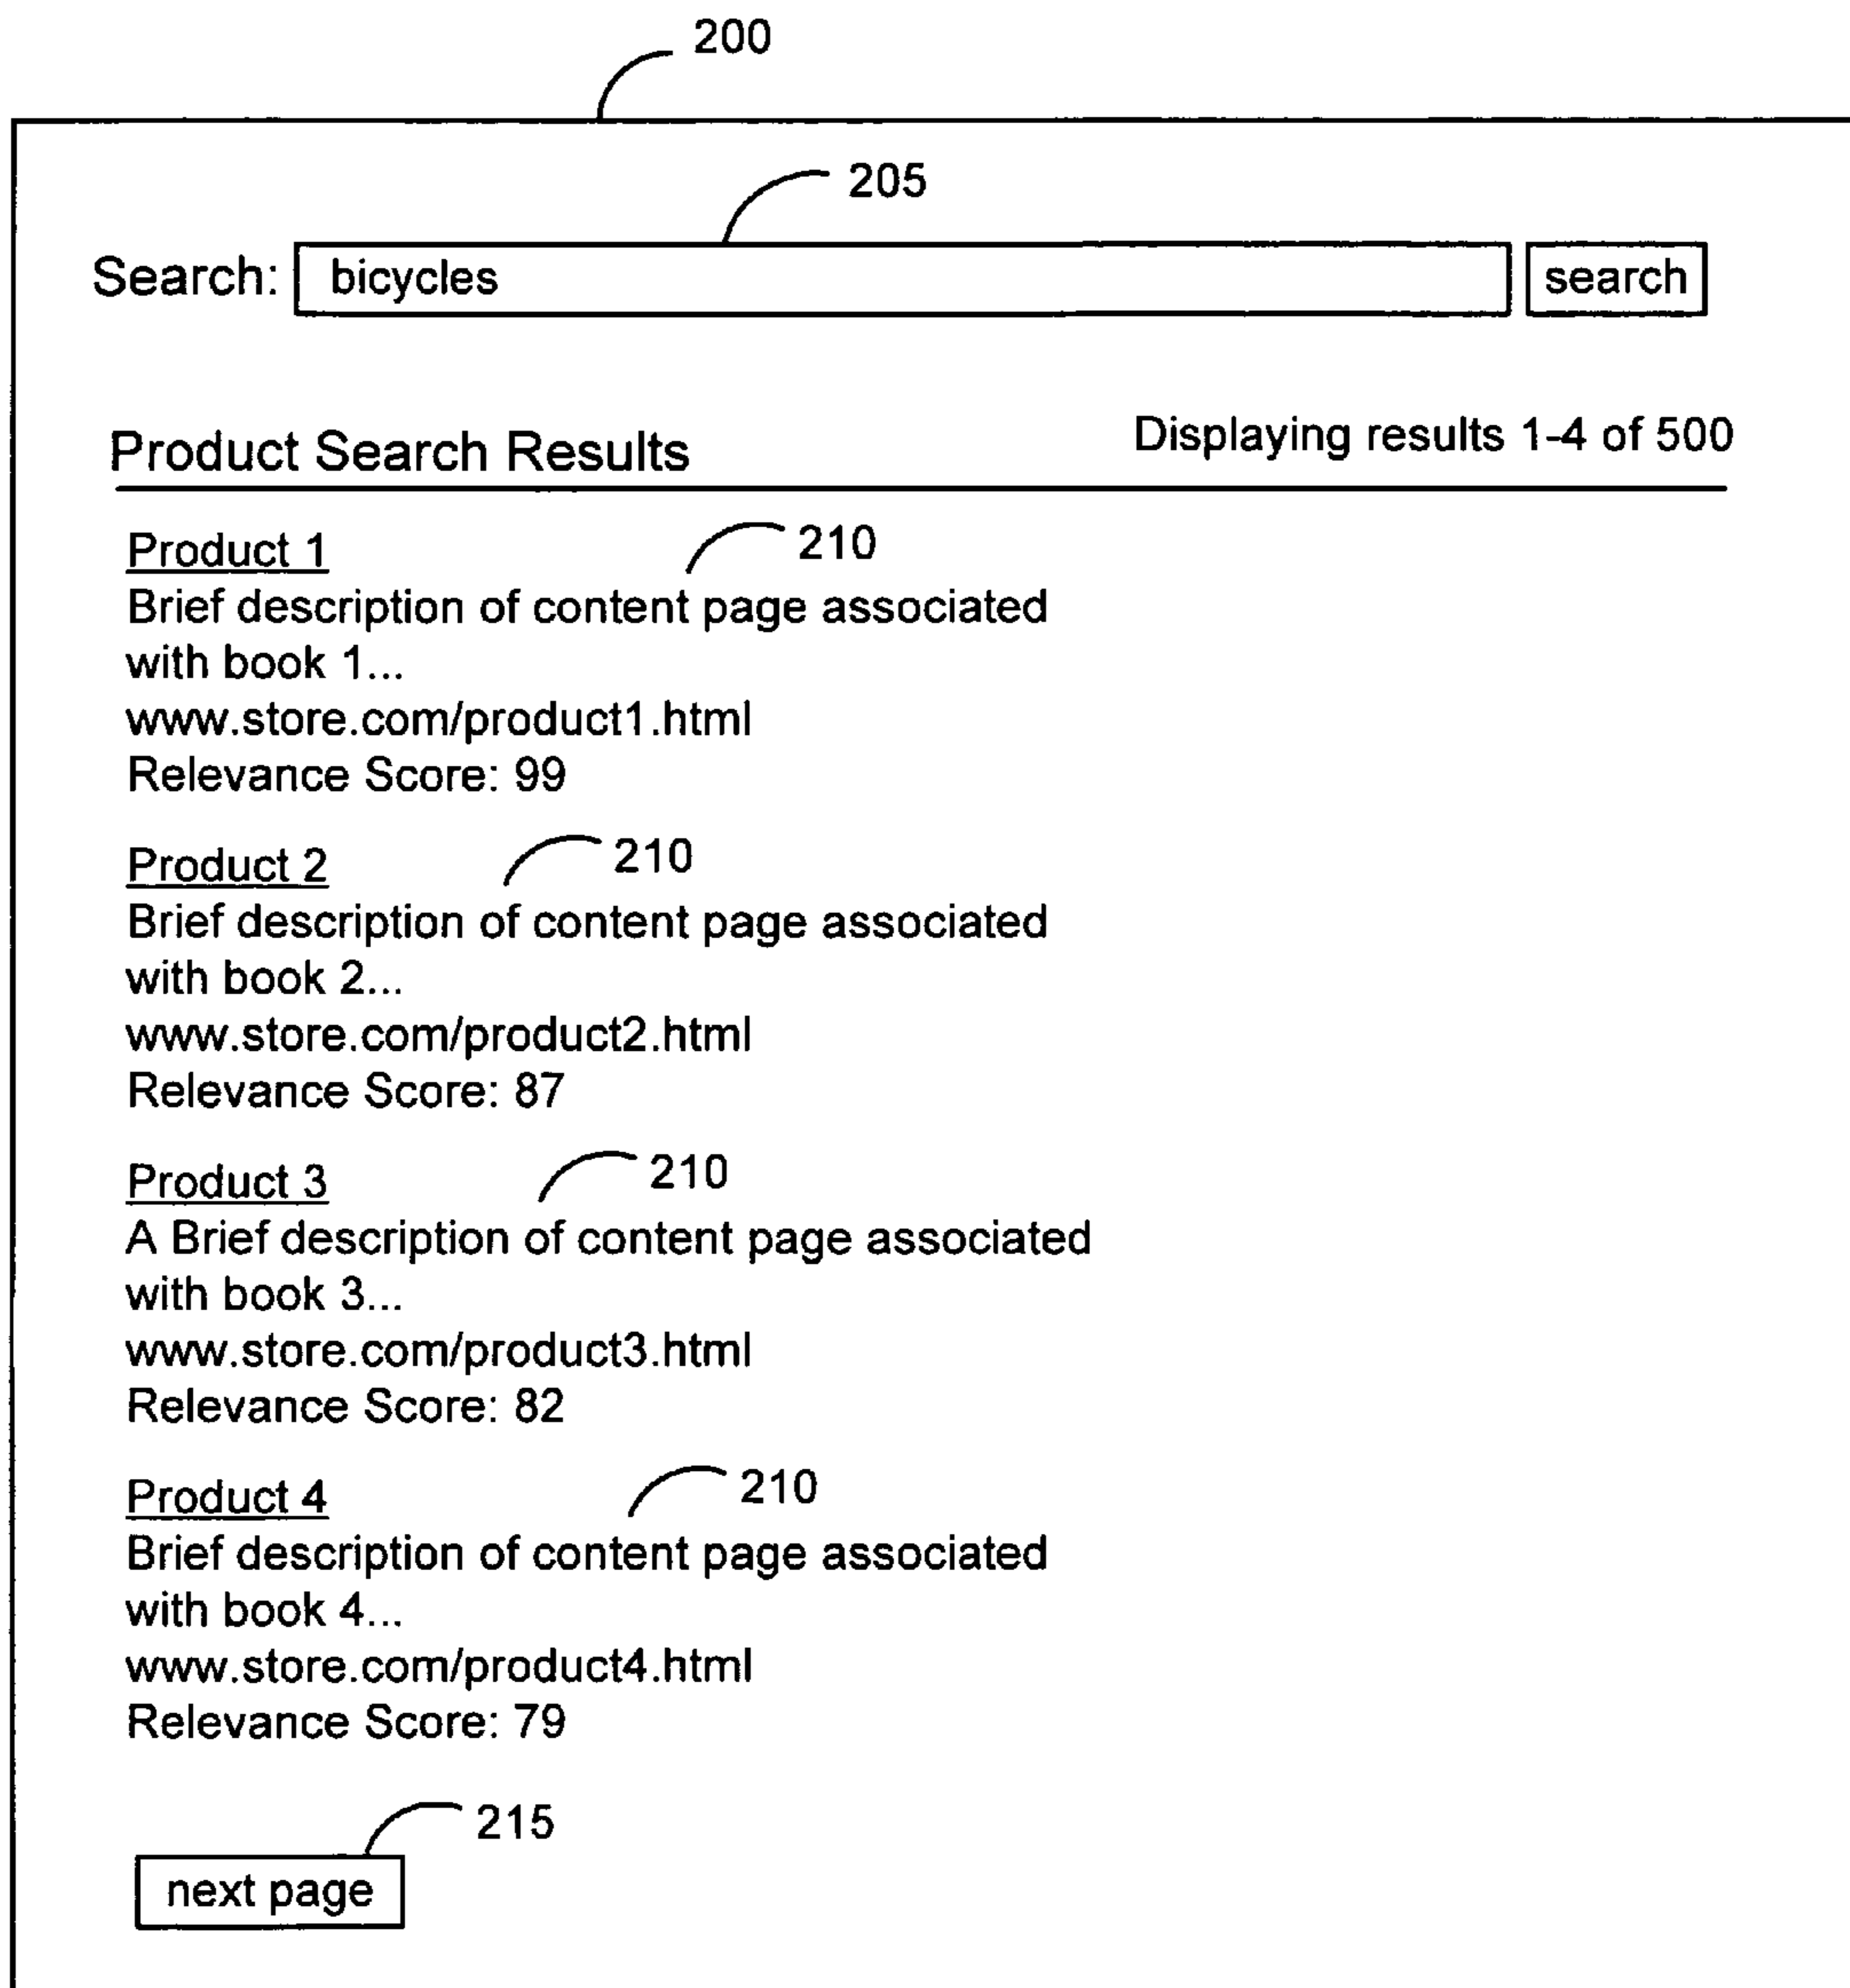 200
205
Search: bicycles search
Product Search Results Displaying results 1-4 of 500
Product 1 210
Brief description of content page associated
with book 1...
www.store.com/product1.html
Relevance Score: 99
Product 2 210
Brief description of content page associated
with book 2...
www.store.com/product2.html
Relevance Score: 87
Product 3 210
A Brief description of content page associated
with book 3...
www.store.com/product3.html
Relevance Score: 82
Product 4 210
Brief description of content page associated
with book 4...
www.store.com/product4.html
Relevance Score: 79
215
next page